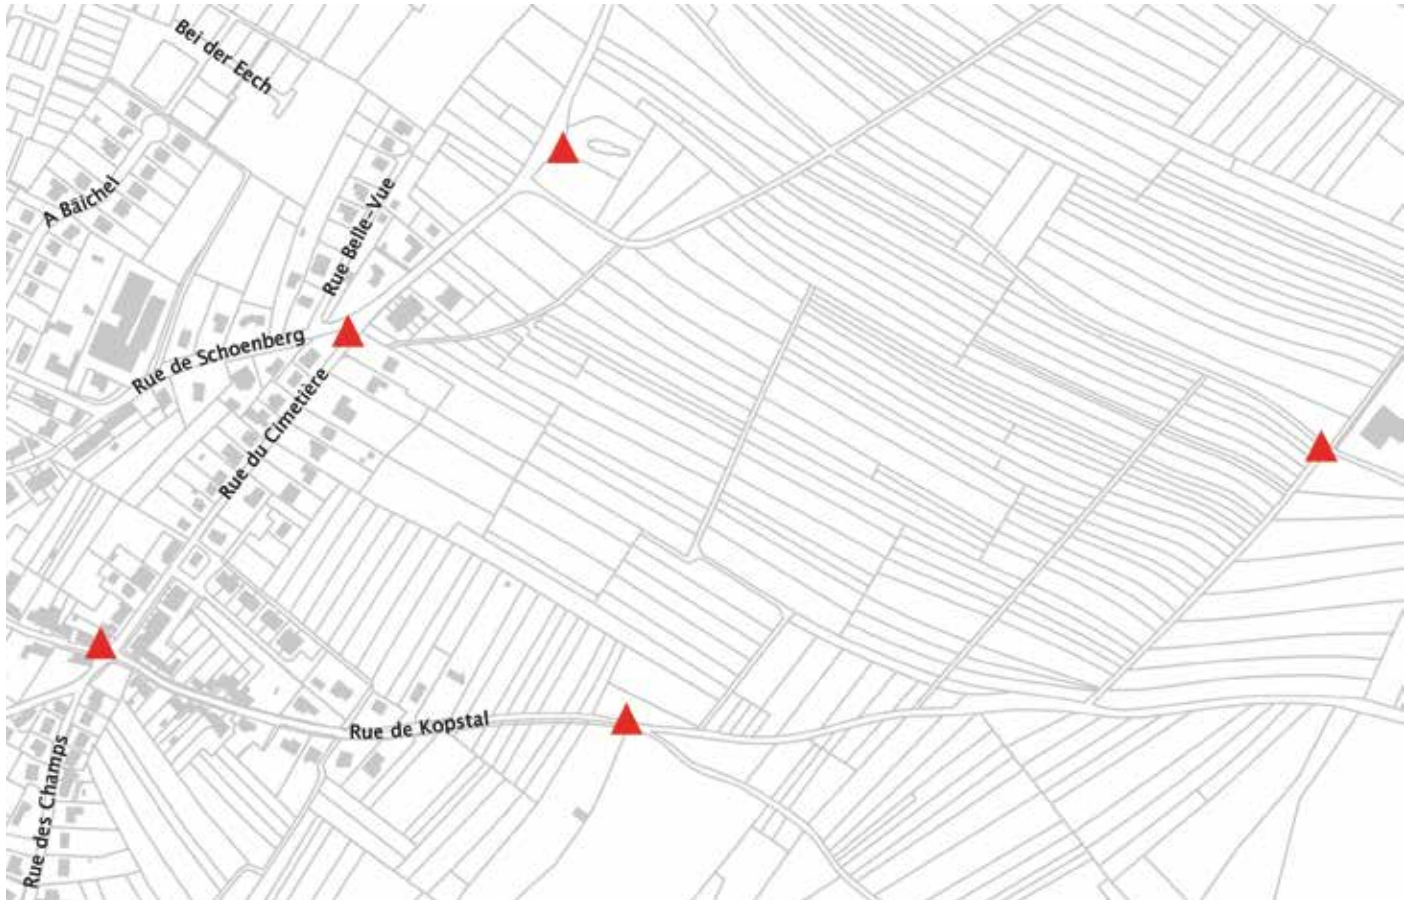 Bei der Eech
A Bäichel
Rue Belle-Vue
Rue de Schoenberg
Rue du Cimetière
Rue de Kopstal
Rue des Champs